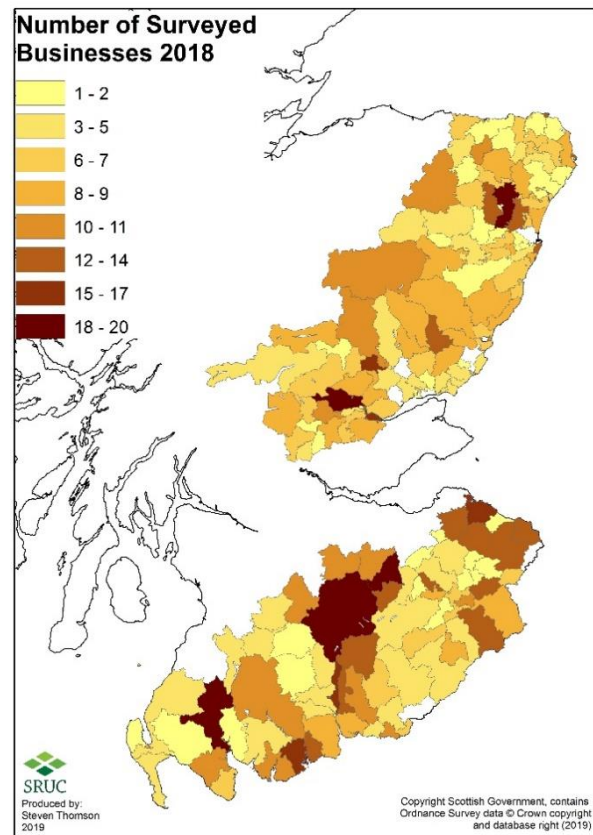 Number of Surveyed
Businesses 2018
1 - 2
3 - 5
6 - 7
8 - 9
10 - 11
12 - 14
15 - 17
18 - 20
SRUC
Produced by:
Steven Thomson
2019
Copyright Scottish Government, contains
Ordnance Survey data © Crown copyright
and database right (2019)